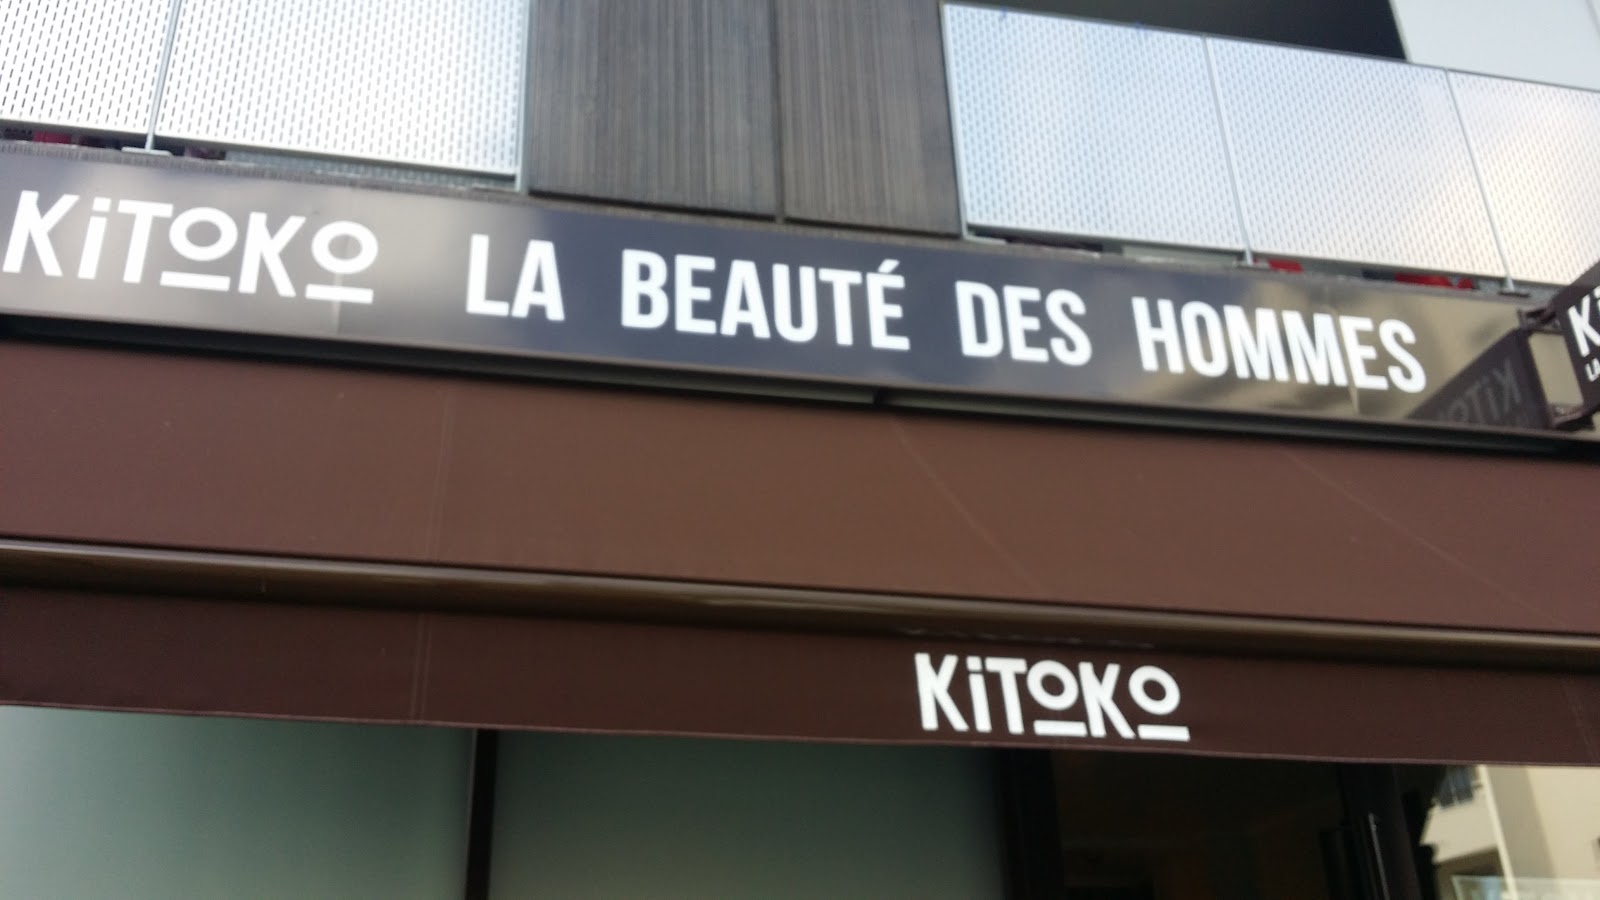 KiTOKO LA BEAUTÉ DES HOMMES
KiTOKO